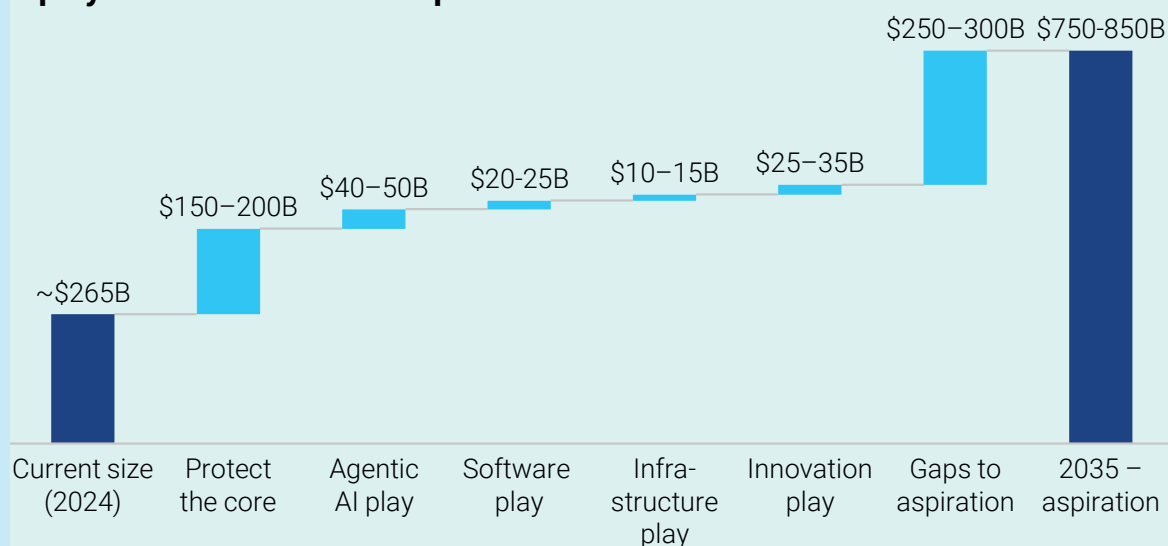 $250–300B $750-850B
$25–35B
$10–15B
$20-25B
$40–50B
$150–200B
~$265B
Current size
(2024)
Protect
the core
Agentic
AI play
Software
play
Infra-
structure
play
Innovation
play
Gaps to
aspiration
2035 –
aspiration